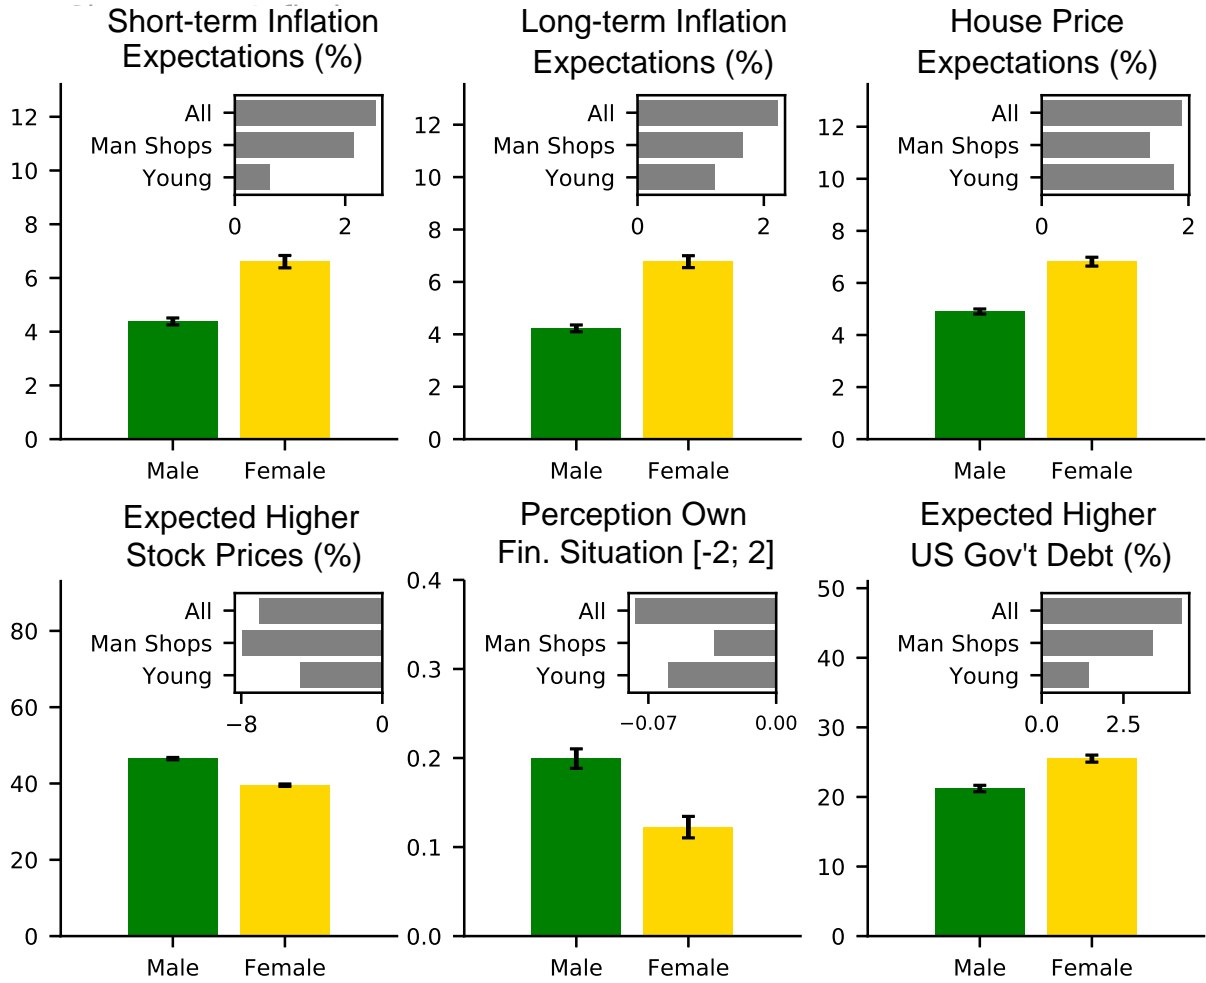 Short-term Inflation
Expectations (%)
12
10
8
6
4
2
0
All
Man Shops
Young
0 2
Male Female
Long-term Inflation
Expectations (%)
12
10
8
6
4
2
0
All
Man Shops
Young
0 2
Male Female
House Price
Expectations (%)
12
10
8
6
4
2
0
All
Man Shops
Young
0 2
Male Female
Expected Higher
Stock Prices (%)
80
60
40
20
0
All
Man Shops
Young
−8 0
Male Female
Perception Own
Fin. Situation [-2; 2]
0.4
0.3
0.2
0.1
0.0
All
Man Shops
Young
−0.07 0.00
Male Female
Expected Higher
US Gov't Debt (%)
50
40
30
20
10
0
All
Man Shops
Young
0.0 2.5
Male Female